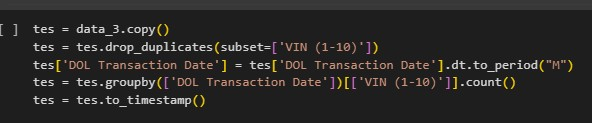 [ ] tes = data_3.copy()
tes = tes.drop_duplicates(subset=['VIN (1-10)'])
tes['DOL Transaction Date'] = tes['DOL Transaction Date'].dt.to_period("M")
tes = tes.groupby(['DOL Transaction Date'])[['VIN (1-10)']].count()
tes = tes.to_timestamp()